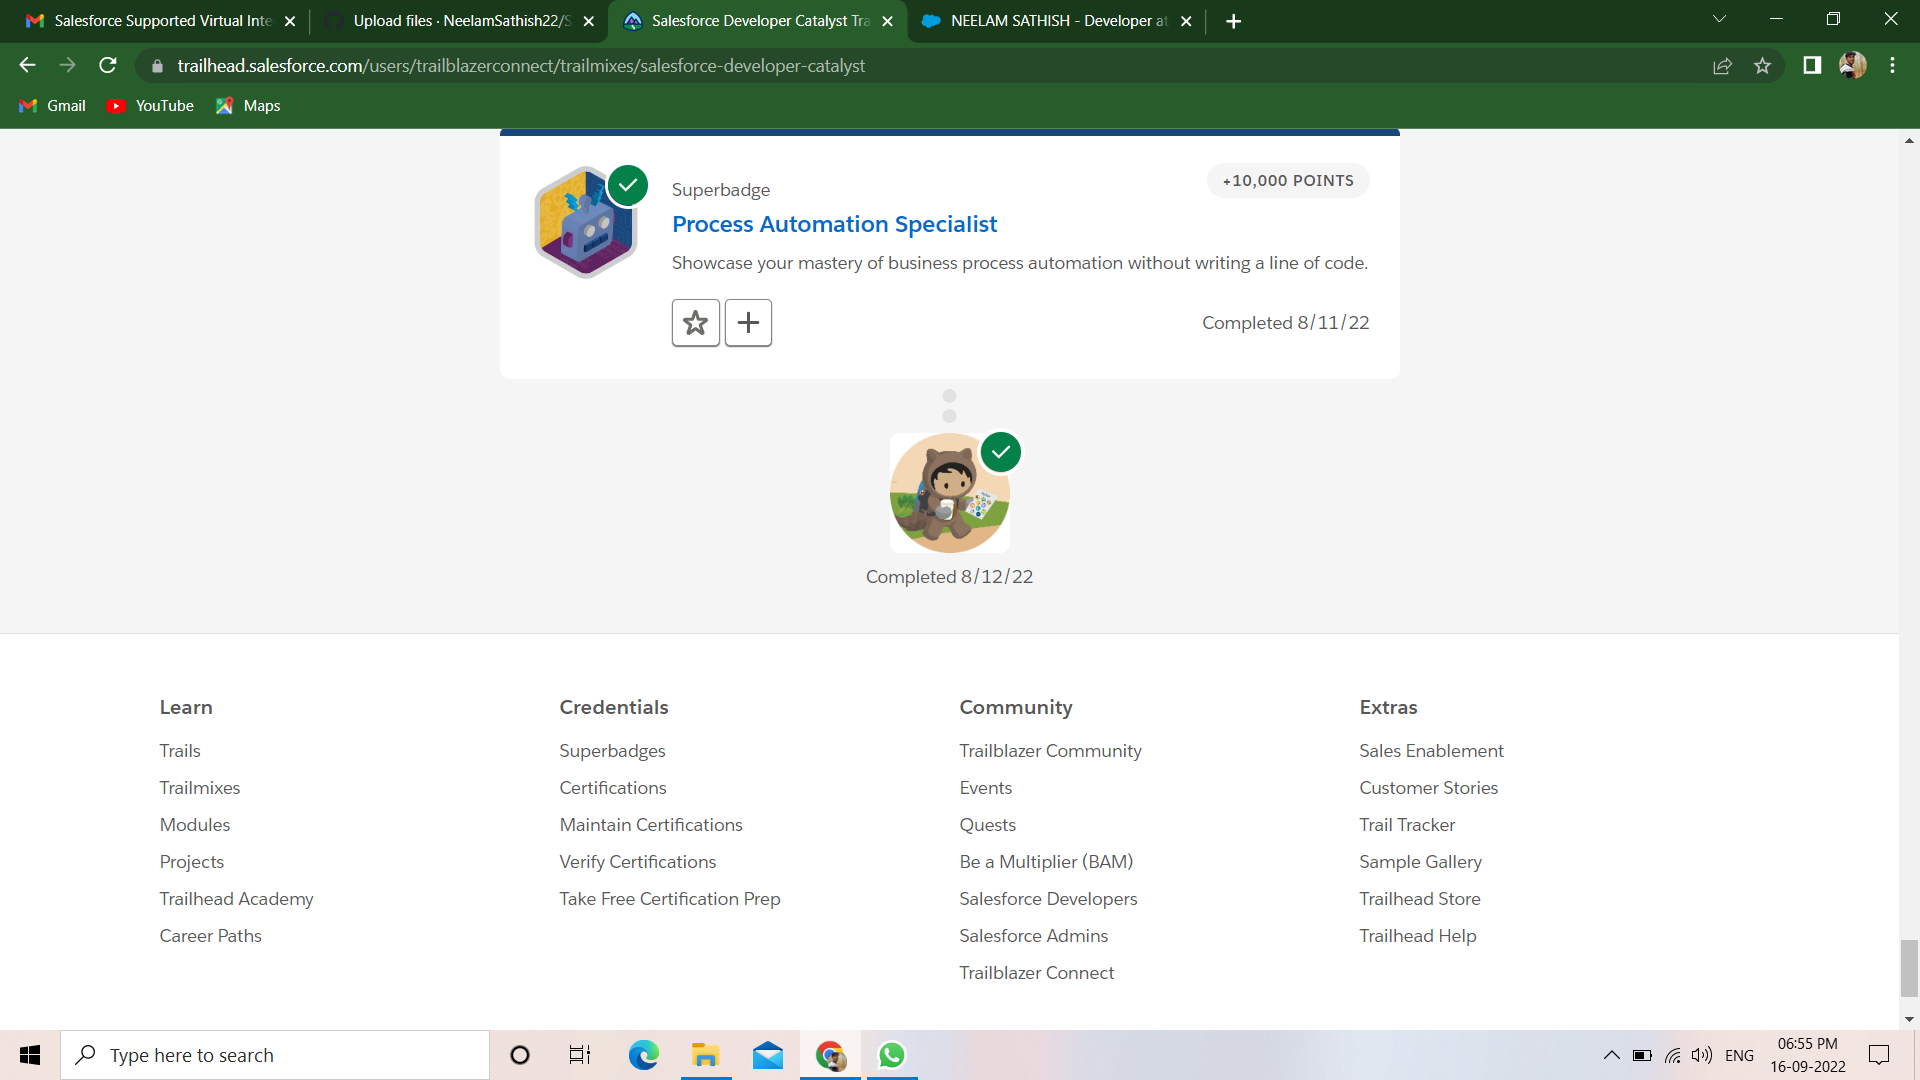 Salesforce Supported Virtual Inte
Upload files · NeelamSathish22/S
Salesforce Developer Catalyst Tra
NEELAM SATHISH - Developer at
trailhead.salesforce.com/users/trailblazerconnect/trailmixes/salesforce-developer-catalyst
Gmail
YouTube
Maps
Superbadge
+10,000 POINTS
Process Automation Specialist
Showcase your mastery of business process automation without writing a line of code.
Completed 8/11/22
Completed 8/12/22
Learn
Trails
Trailmixes
Modules
Projects
Trailhead Academy
Career Paths
Credentials
Superbadges
Certifications
Maintain Certifications
Verify Certifications
Take Free Certification Prep
Community
Trailblazer Community
Events
Quests
Be a Multiplier (BAM)
Salesforce Developers
Salesforce Admins
Trailblazer Connect
Extras
Sales Enablement
Customer Stories
Trail Tracker
Sample Gallery
Trailhead Store
Trailhead Help
Type here to search
ENG
06:55 PM
16-09-2022